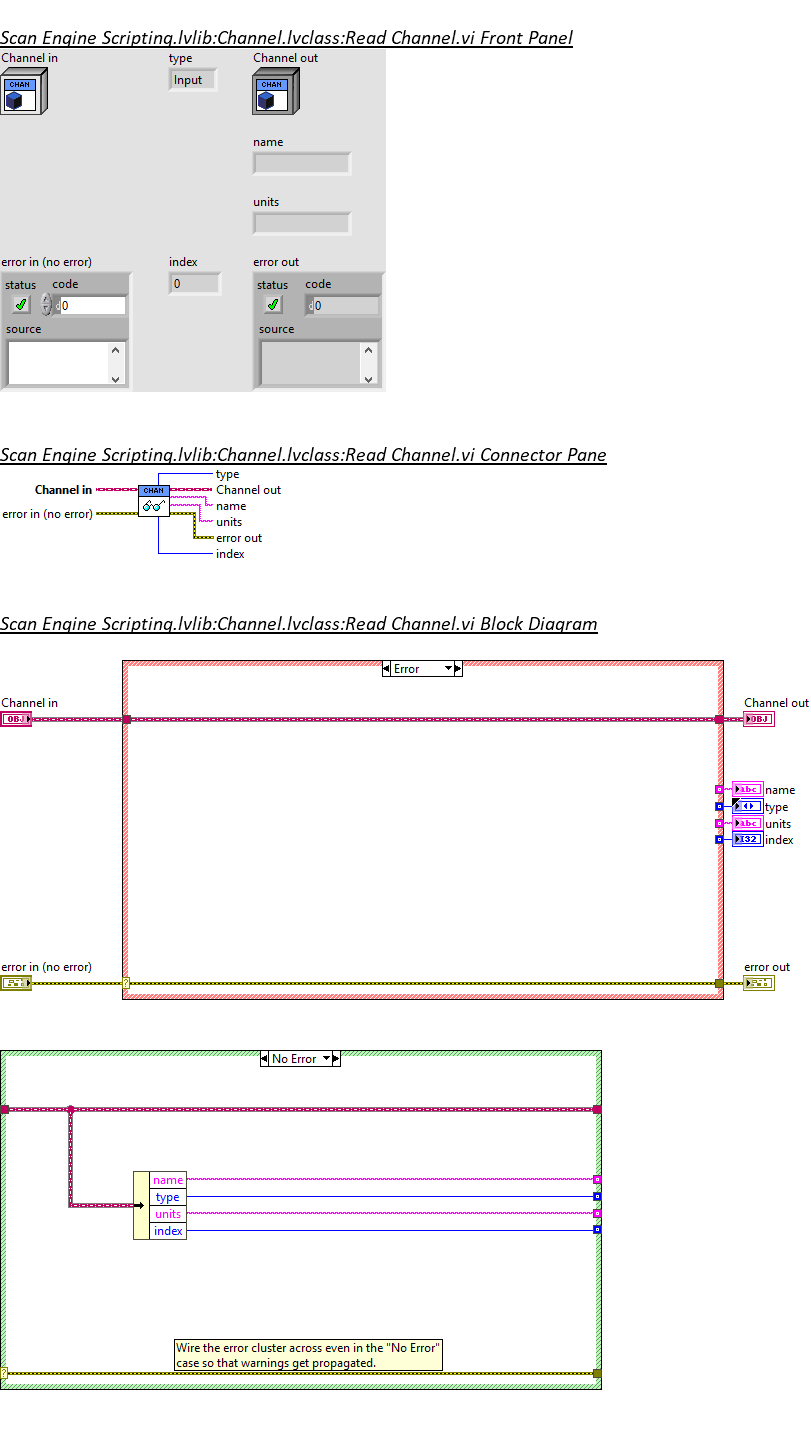 Scan Engine Scripting.lvlib:Channel.lvclass:Read Channel.vi Front Panel
Channel in
type
Channel out
CHAN
Input
CHAN
name
units
error in (no error)
index
error out
status
code
0
status
code
d
0
d
0
source
source
Scan Engine Scripting.lvlib:Channel.lvclass:Read Channel.vi Connector Pane
type
Channel in
CHAN
Channel out
name
error in (no error)
units
error out
index
Scan Engine Scripting.lvlib:Channel.lvclass:Read Channel.vi Block Diagram
Error
Channel in
Channel out
OBJ
OBJ
abc
name
type
abc
units
I32
index
error in (no error)
error out
?
No Error
name
type
units
index
Wire the error cluster across even in the "No Error"
case so that warnings get propagated.
?